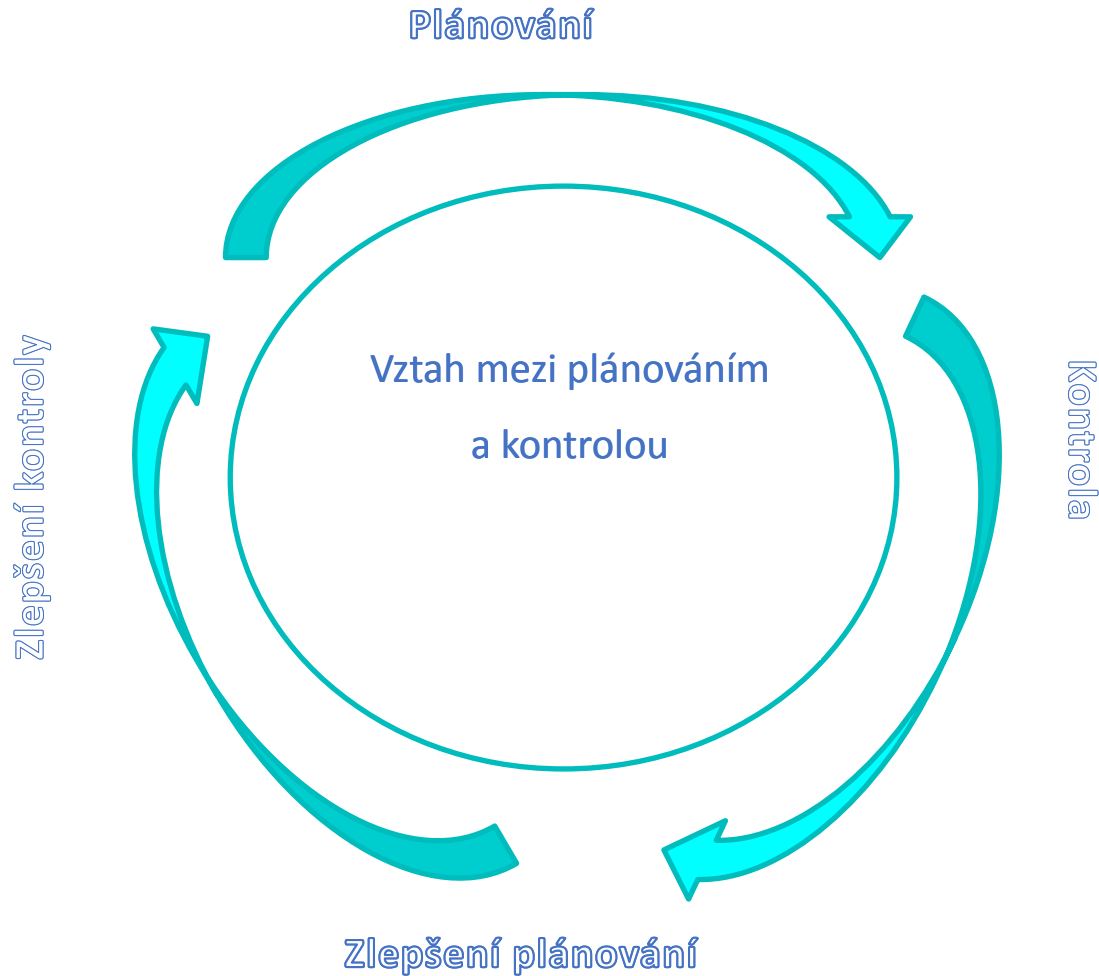 Plánování
Vztah mezi plánováním
a kontrolou
Kontrola
Zlepšení plánování
Zlepšení kontroly